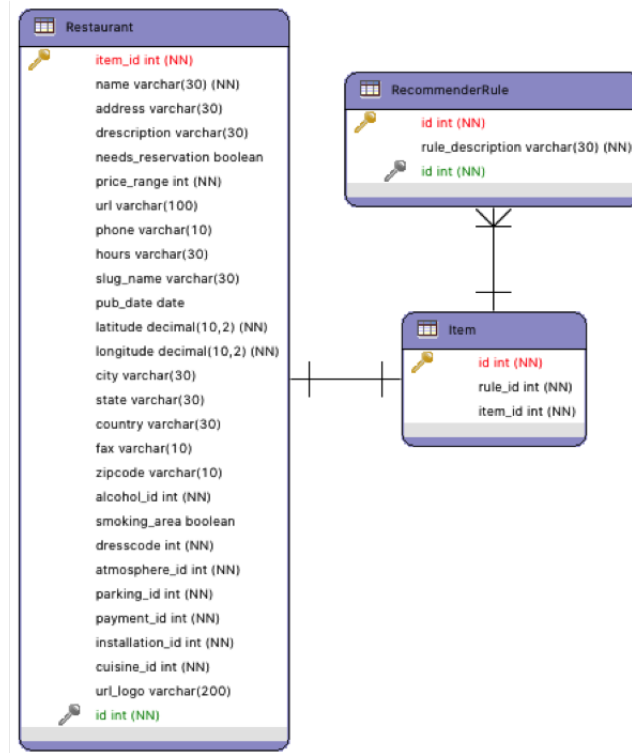 Restaurant
item_id int (NN)
name varchar(30) (NN)
address varchar(30)
drescription varchar(30)
needs_reservation boolean
price_range int (NN)
url varchar(100)
phone varchar(10)
hours varchar(30)
slug_name varchar(30)
pub_date date
latitude decimal(10,2) (NN)
longitude decimal(10,2) (NN)
city varchar(30)
state varchar(30)
country varchar(30)
fax varchar(10)
zipcode varchar(10)
alcohol_id int (NN)
smoking_area boolean
dresscode int (NN)
atmosphere_id int (NN)
parking_id int (NN)
payment_id int (NN)
installation_id int (NN)
cuisine_id int (NN)
url_logo varchar(200)
id int (NN)
RecommenderRule
id int (NN)
rule_description varchar(30) (NN)
id int (NN)
Item
id int (NN)
rule_id int (NN)
item_id int (NN)